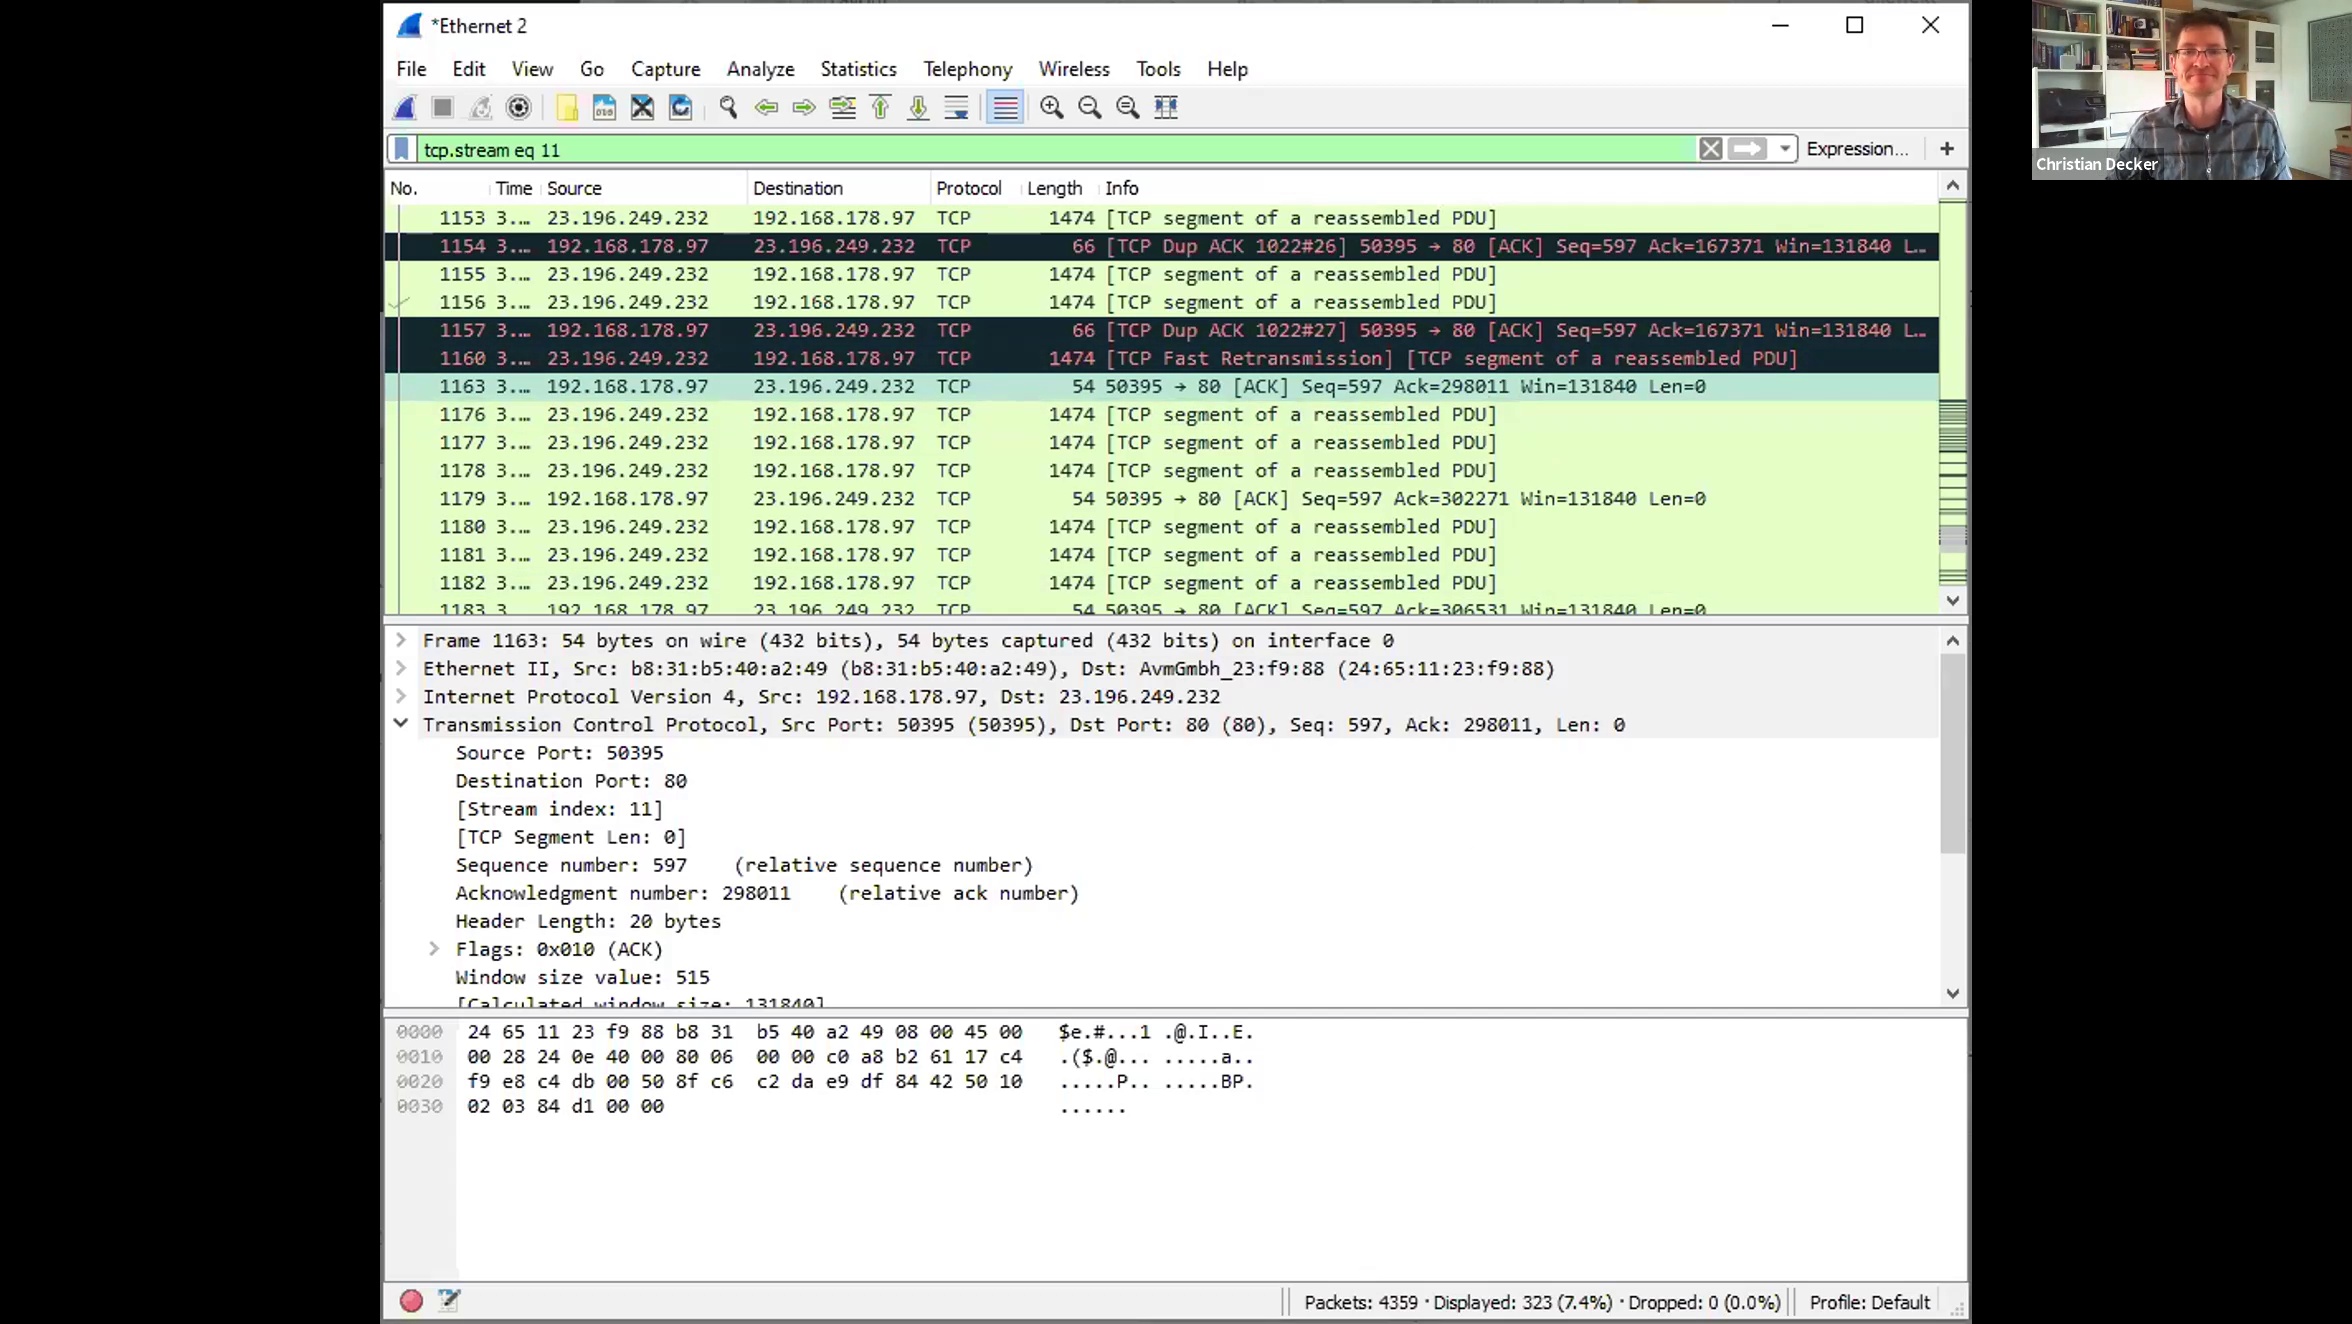 *Ethernet 2
File Edit View Go Capture Analyze Statistics Telephony Wireless Tools Help
tcp.stream eq 11 Expression... +
No. Time Source Destination Protocol Length Info
1153 3... 23.196.249.232 192.168.178.97 TCP 1474 [TCP segment of a reassembled PDU]
1154 3... 192.168.178.97 23.196.249.232 TCP 66 [TCP Dup ACK 1022#26] 50395 → 80 [ACK] Seq=597 Ack=167371 Win=131840 L...
1155 3... 23.196.249.232 192.168.178.97 TCP 1474 [TCP segment of a reassembled PDU]
1156 3... 23.196.249.232 192.168.178.97 TCP 1474 [TCP segment of a reassembled PDU]
1157 3... 192.168.178.97 23.196.249.232 TCP 66 [TCP Dup ACK 1022#27] 50395 → 80 [ACK] Seq=597 Ack=167371 Win=131840 L...
1160 3... 23.196.249.232 192.168.178.97 TCP 1474 [TCP Fast Retransmission] [TCP segment of a reassembled PDU]
1163 3... 192.168.178.97 23.196.249.232 TCP 54 50395 → 80 [ACK] Seq=597 Ack=298011 Win=131840 Len=0
1176 3... 23.196.249.232 192.168.178.97 TCP 1474 [TCP segment of a reassembled PDU]
1177 3... 23.196.249.232 192.168.178.97 TCP 1474 [TCP segment of a reassembled PDU]
1178 3... 23.196.249.232 192.168.178.97 TCP 1474 [TCP segment of a reassembled PDU]
1179 3... 192.168.178.97 23.196.249.232 TCP 54 50395 → 80 [ACK] Seq=597 Ack=302271 Win=131840 Len=0
1180 3... 23.196.249.232 192.168.178.97 TCP 1474 [TCP segment of a reassembled PDU]
1181 3... 23.196.249.232 192.168.178.97 TCP 1474 [TCP segment of a reassembled PDU]
1182 3... 23.196.249.232 192.168.178.97 TCP 1474 [TCP segment of a reassembled PDU]
1183 3 192.168.178.97 23.196.249.232 TCP 54 50395 → 80 [ACK] Seq=597 Ack=306531 Win=131840 Len=0
Frame 1163: 54 bytes on wire (432 bits), 54 bytes captured (432 bits) on interface 0
Ethernet II, Src: b8:31:b5:40:a2:49 (b8:31:b5:40:a2:49), Dst: AvmGmbh_23:f9:88 (24:65:11:23:f9:88)
Internet Protocol Version 4, Src: 192.168.178.97, Dst: 23.196.249.232
Transmission Control Protocol, Src Port: 50395 (50395), Dst Port: 80 (80), Seq: 597, Ack: 298011, Len: 0
Source Port: 50395
Destination Port: 80
[Stream index: 11]
[TCP Segment Len: 0]
Sequence number: 597 (relative sequence number)
Acknowledgment number: 298011 (relative ack number)
Header Length: 20 bytes
Flags: 0x010 (ACK)
Window size value: 515
[Calculated window size: 131840]
0000 24 65 11 23 f9 88 b8 31 b5 40 a2 49 08 00 45 00 $e.#...1 .@.I..E.
0010 00 28 24 0e 40 00 80 06 00 00 c0 a8 b2 61 17 c4 .($.@... .....a..
0020 f9 e8 c4 db 00 50 8f c6 c2 da e9 df 84 42 50 10 .....P.. .....BP.
0030 02 03 84 d1 00 00 ......
Packets: 4359 · Displayed: 323 (7.4%) · Dropped: 0 (0.0%) Profile: Default
Christian Decker